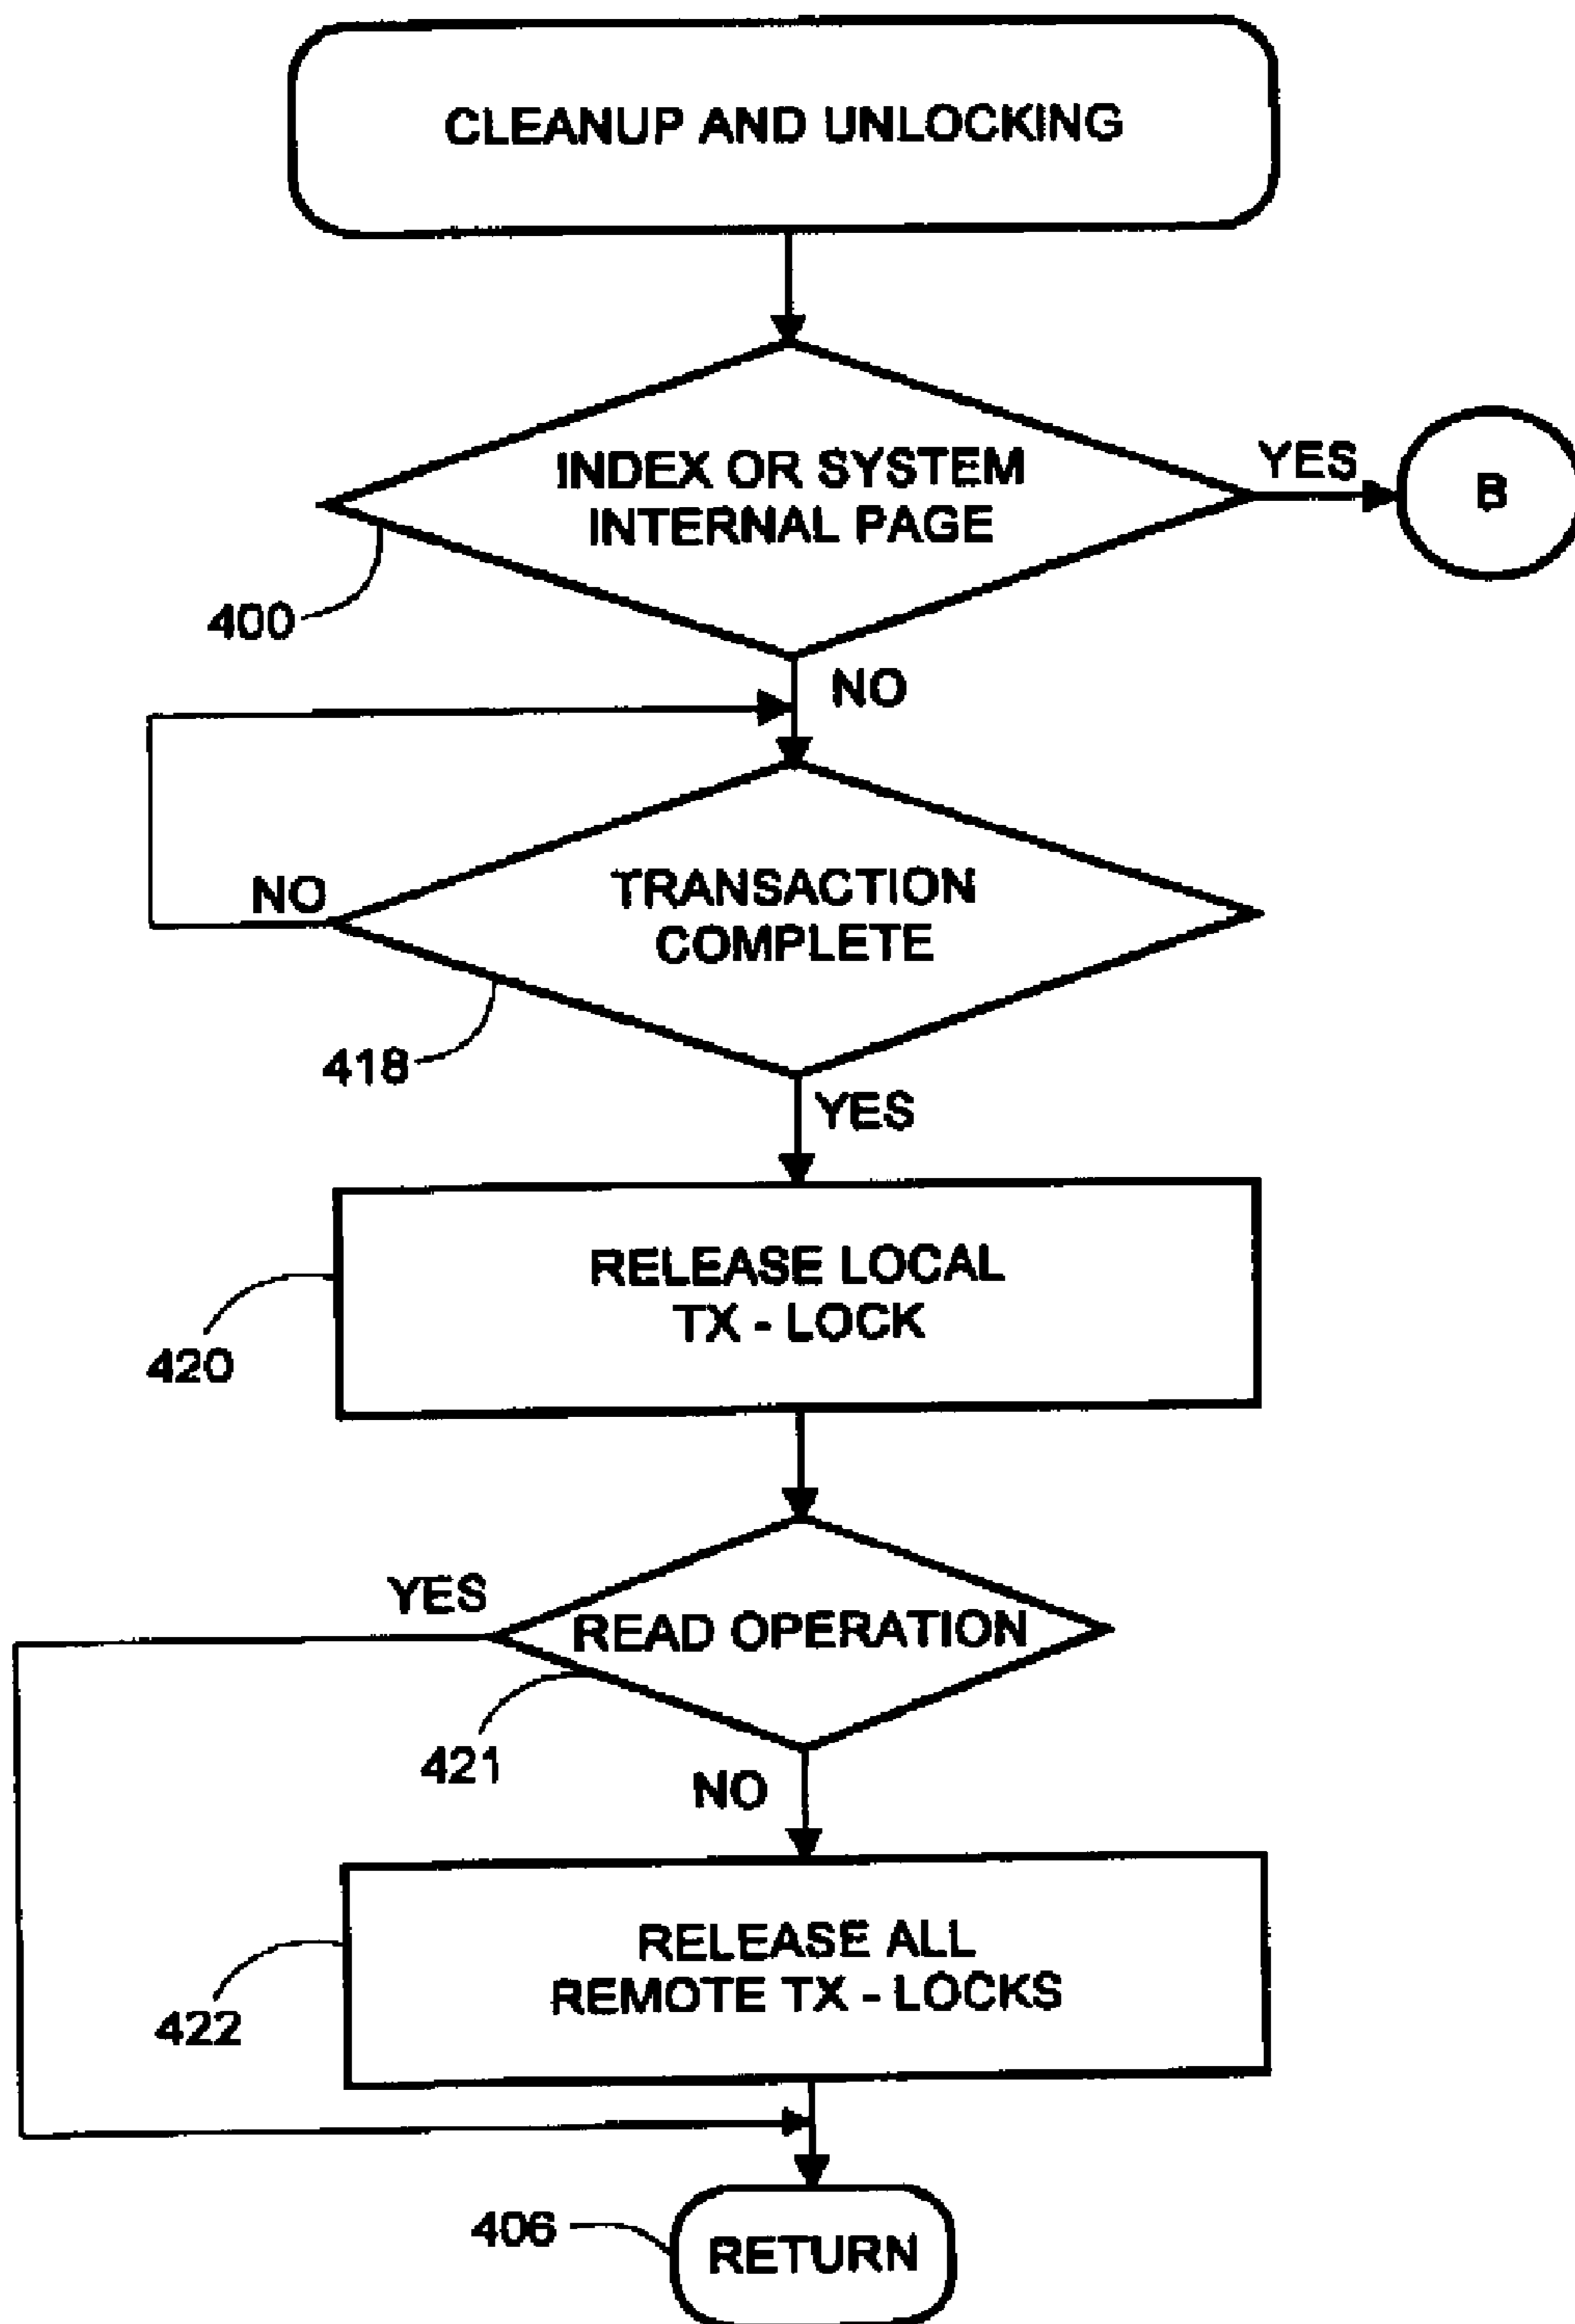 CLEANUP AND UNLOCKING
INDEX OR SYSTEM
INTERNAL PAGE
YES
B
400
NO
NO
TRANSACTION
COMPLETE
418
YES
RELEASE LOCAL
TX - LOCK
420
YES
READ OPERATION
421
NO
RELEASE ALL
REMOTE TX - LOCKS
422
406
RETURN